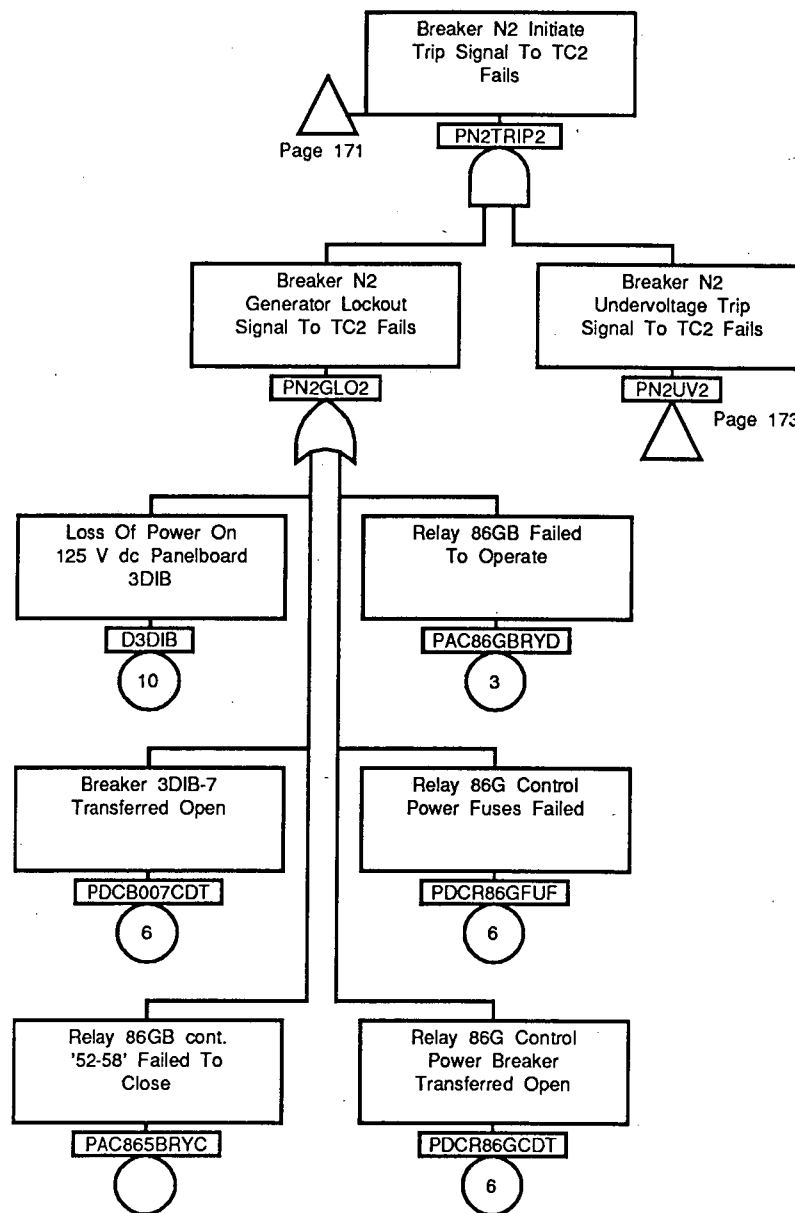 Breaker N2 Initiate
Trip Signal To TC2
Fails
Page 171
PN2TRIP2
Breaker N2
Generator Lockout
Signal To TC2 Fails
PN2GLO2
Breaker N2
Undervoltage Trip
Signal To TC2 Fails
PN2UV2
Page 173
Loss Of Power On
125 V dc Panelboard
3DIB
D3DIB
10
Relay 86GB Failed
To Operate
PAC86GBRYD
3
Breaker 3DIB-7
Transferred Open
PDCB007CDT
6
Relay 86G Control
Power Fuses Failed
PDCR86GFUF
6
Relay 86GB cont.
'52-58' Failed To
Close
PAC865BRYC
Relay 86G Control
Power Breaker
Transferred Open
PDCR86GCDT
6